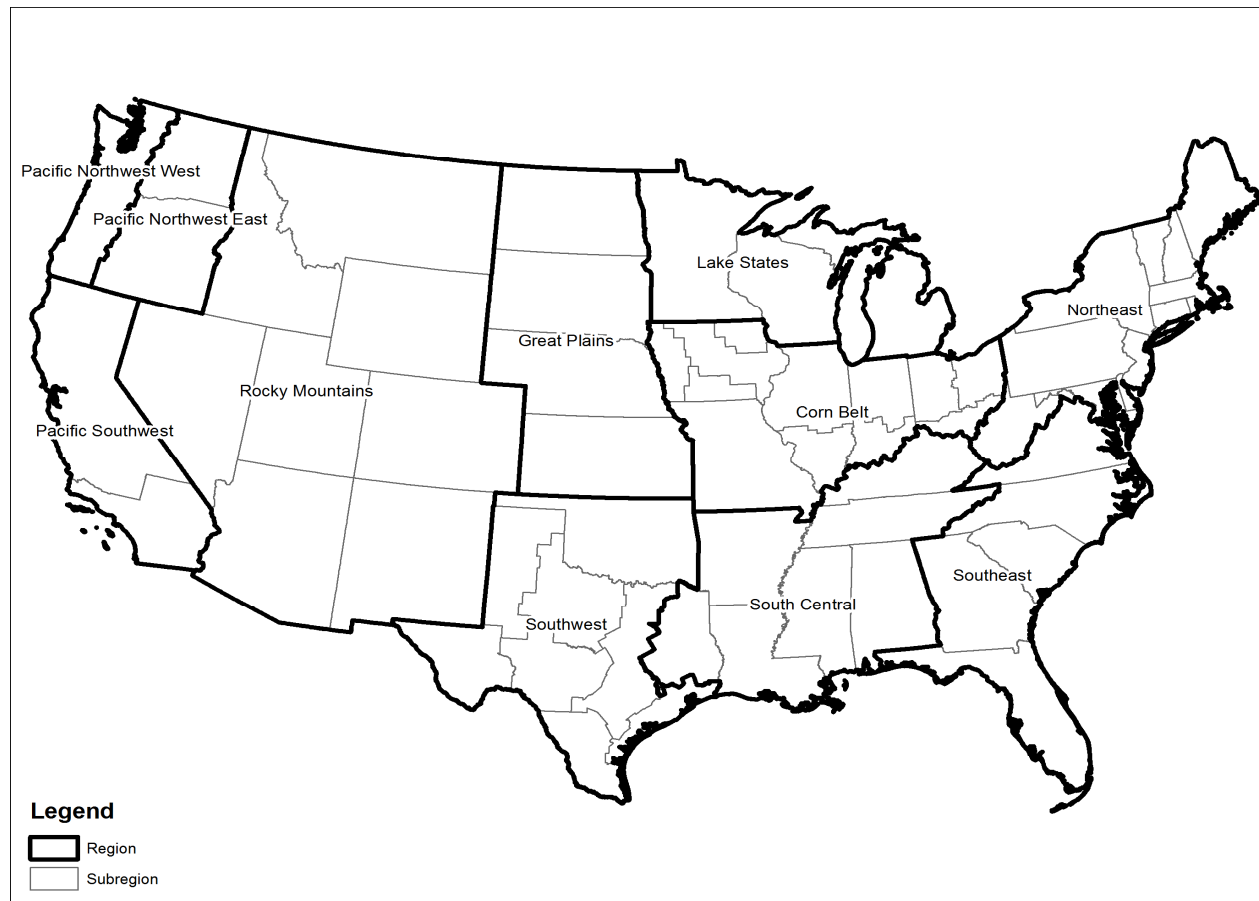 Pacific Northwest West
Pacific Northwest East
Lake States
Northeast
Great Plains
Rocky Mountains
Corn Belt
Pacific Southwest
Southeast
South Central
Southwest
Legend
Region
Subregion